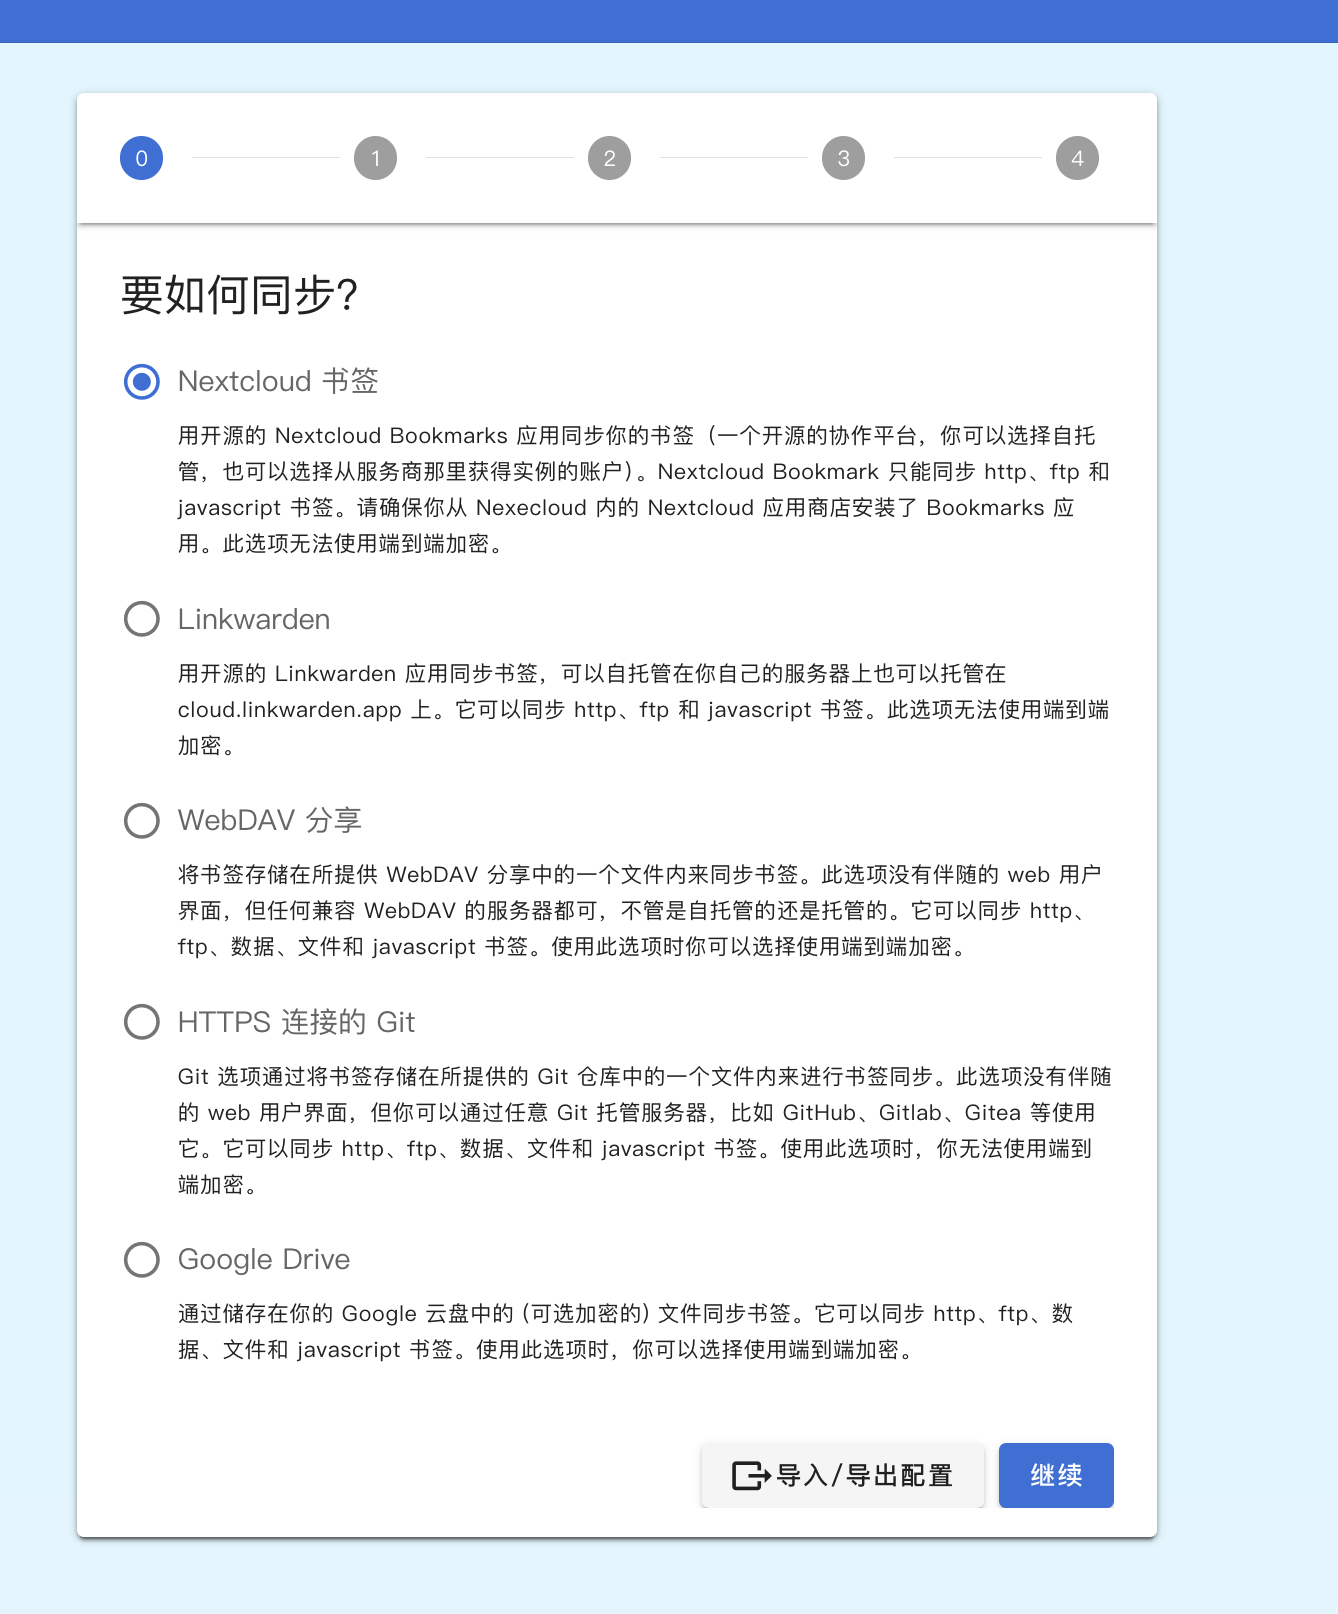 0 1 2 3 4
要如何同步?
Nextcloud 书签
用开源的 Nextcloud Bookmarks 应用同步你的书签（一个开源的协作平台，你可以选择自托
管，也可以选择从服务商那里获得实例的账户）。Nextcloud Bookmark 只能同步 http、ftp 和
javascript 书签。请确保你从 Nexecloud 内的 Nextcloud 应用商店安装了 Bookmarks 应
用。此选项无法使用端到端加密。
Linkwarden
用开源的 Linkwarden 应用同步书签，可以自托管在你自己的服务器上也可以托管在
cloud.linkwarden.app 上。它可以同步 http、ftp 和 javascript 书签。此选项无法使用端到端
加密。
WebDAV 分享
将书签存储在所提供 WebDAV 分享中的一个文件内来同步书签。此选项没有伴随的 web 用户
界面，但任何兼容 WebDAV 的服务器都可，不管是自托管的还是托管的。它可以同步 http、
ftp、数据、文件和 javascript 书签。使用此选项时你可以选择使用端到端加密。
HTTPS 连接的 Git
Git 选项通过将书签存储在所提供的 Git 仓库中的一个文件内来进行书签同步。此选项没有伴随
的 web 用户界面，但你可以通过任意 Git 托管服务器，比如 GitHub、Gitlab、Gitea 等使用
它。它可以同步 http、ftp、数据、文件和 javascript 书签。使用此选项时，你无法使用端到
端加密。
Google Drive
通过储存在你的 Google 云盘中的 (可选加密的) 文件同步书签。它可以同步 http、ftp、数
据、文件和 javascript 书签。使用此选项时，你可以选择使用端到端加密。
导入/导出配置 继续